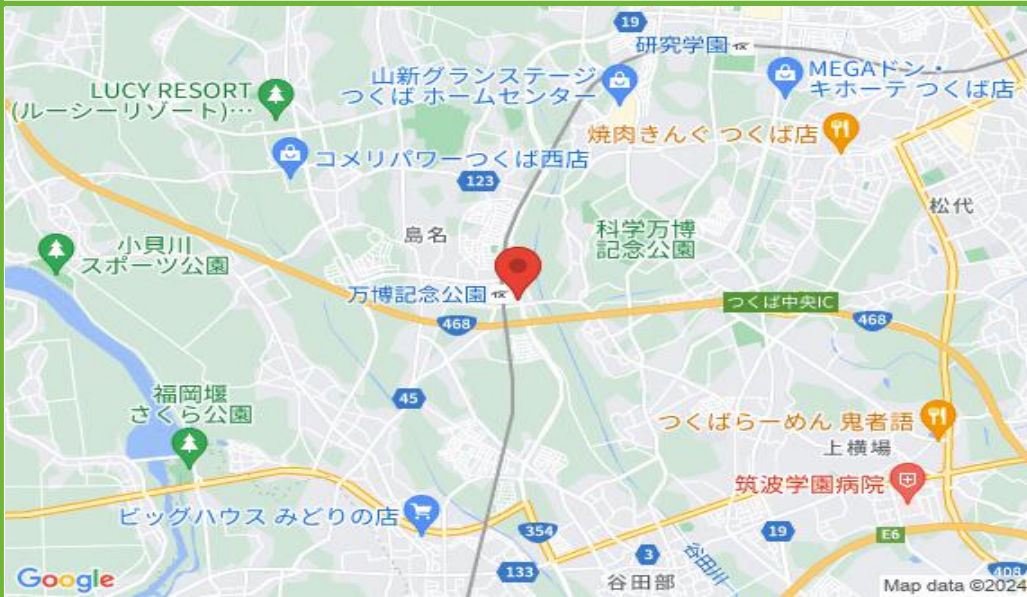 19
研究学園
山新グランステージ
つくば ホームセンター
MEGAドン・
キホーテ つくば店
LUCY RESORT
(ルーシーリゾート)…
焼肉きんぐ つくば店
コメリパワーつくば西店
123
松代
島名
科学万博
記念公園
小貝川
スポーツ公園
万博記念公園
つくば中央IC
468
468
45
福岡堰
さくら公園
つくばらーめん 鬼者語
上横場
筑波学園病院
ビッグハウス みどりの店
354
19
E6
3
谷田川
133
谷田部
408
Google
Map data ©2024